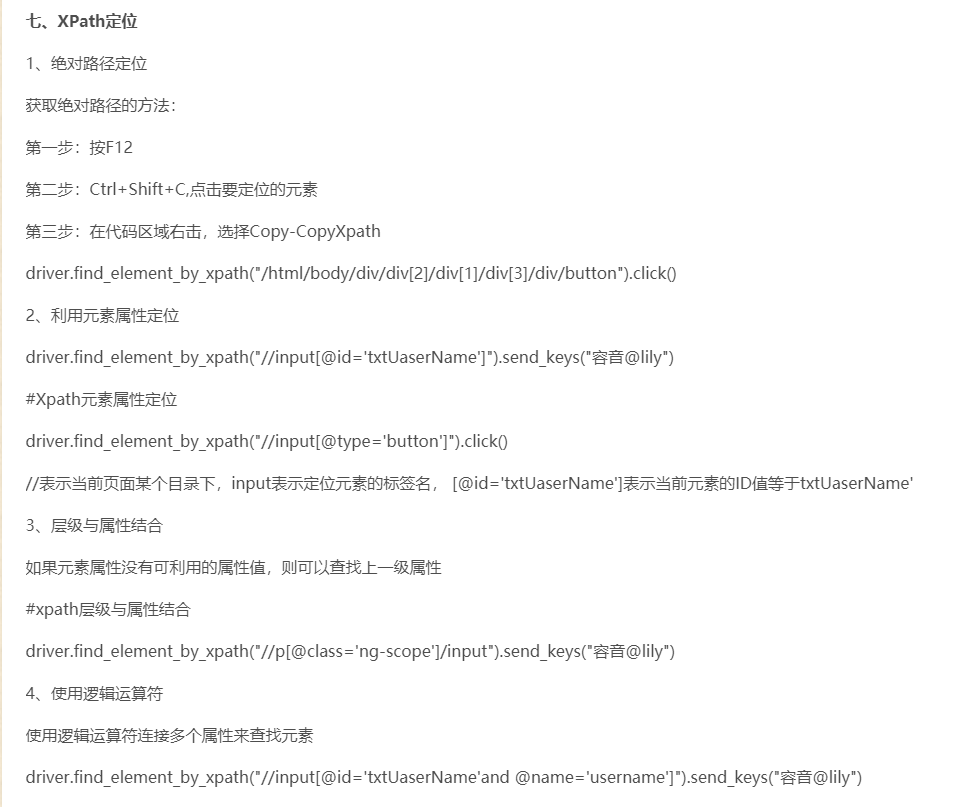 七、XPath定位
1、绝对路径定位
获取绝对路径的方法：
第一步：按F12
第二步：Ctrl+Shift+C,点击要定位的元素
第三步：在代码区域右击，选择Copy-CopyXpath
driver.find_element_by_xpath("/html/body/div/div[2]/div[1]/div[3]/div/button").click()
2、利用元素属性定位
driver.find_element_by_xpath("//input[@id='txtUaserName']").send_keys("容音@lily")
#Xpath元素属性定位
driver.find_element_by_xpath("//input[@type='button']").click()
//表示当前页面某个目录下，input表示定位元素的标签名， [@id='txtUaserName']表示当前元素的ID值等于txtUaserName'
3、层级与属性结合
如果元素属性没有可利用的属性值，则可以查找上一级属性
#xpath层级与属性结合
driver.find_element_by_xpath("//p[@class='ng-scope']/input").send_keys("容音@lily")
4、使用逻辑运算符
使用逻辑运算符连接多个属性来查找元素
driver.find_element_by_xpath("//input[@id='txtUaserName'and @name='username']").send_keys("容音@lily")